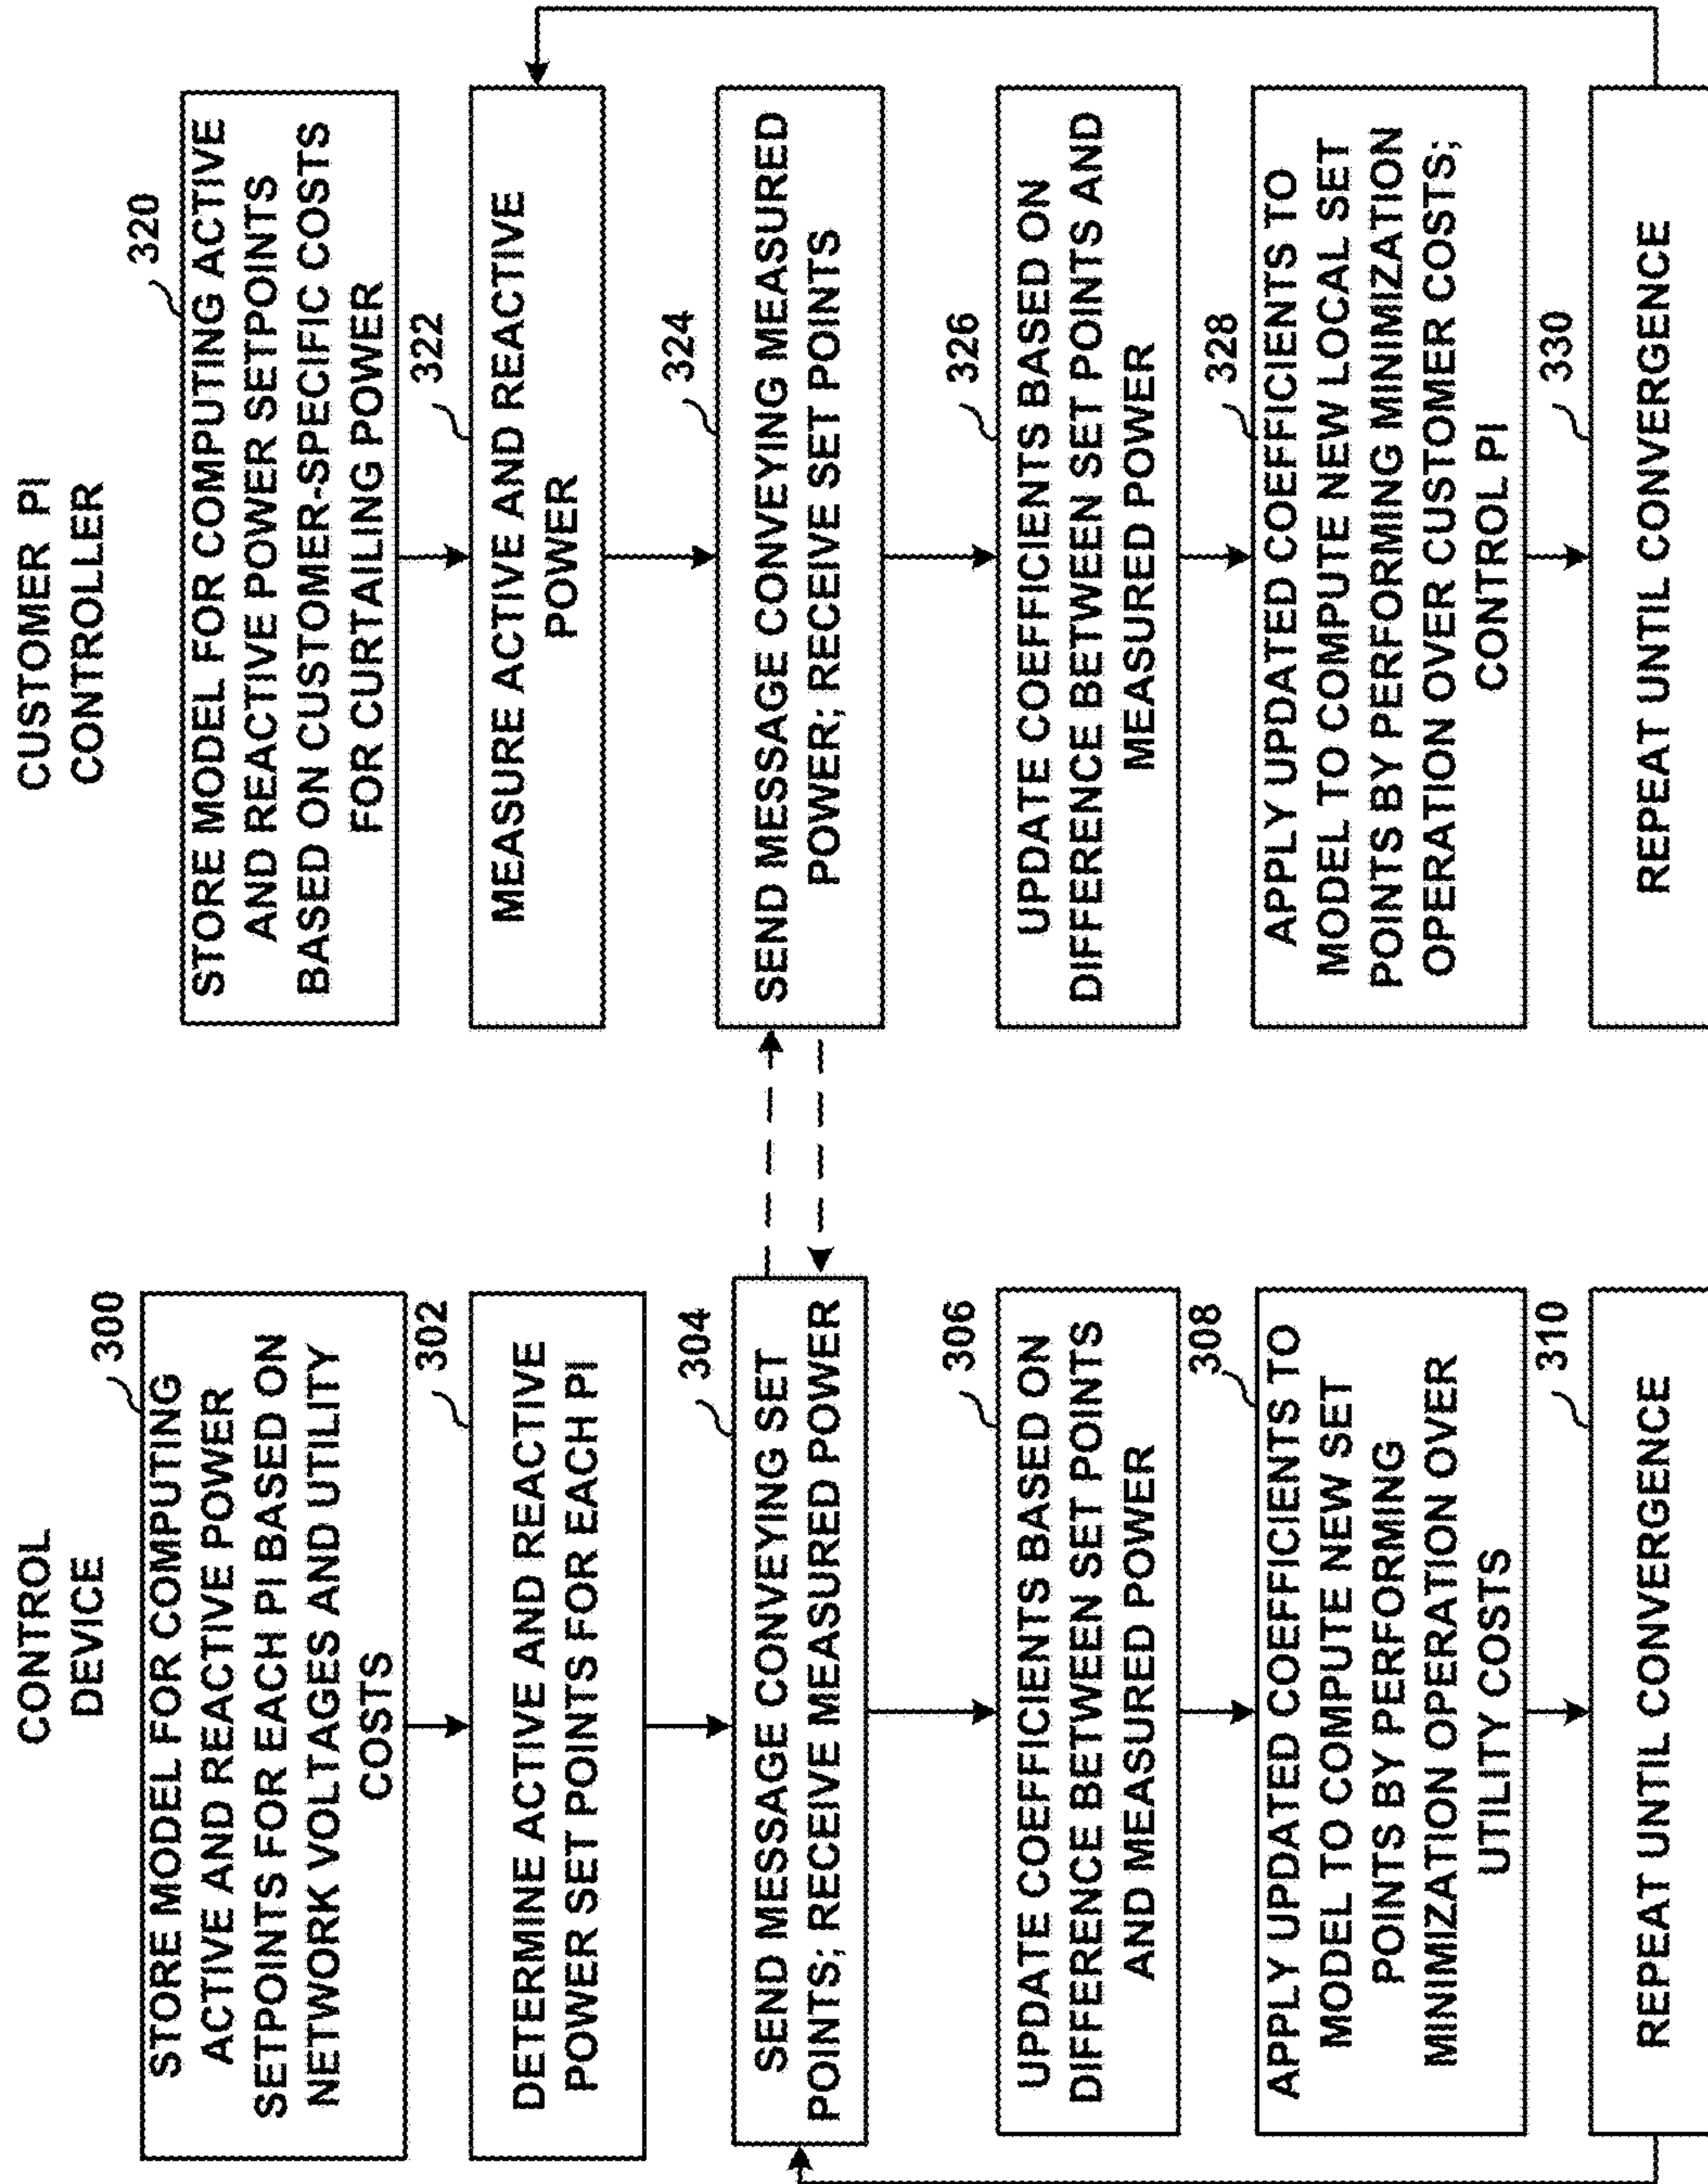 CONTROL
DEVICE
300
STORE MODEL FOR COMPUTING
ACTIVE AND REACTIVE POWER
SETPOINTS FOR EACH PI BASED ON
NETWORK VOLTAGES AND UTILITY
COSTS
302
DETERMINE ACTIVE AND REACTIVE
POWER SET POINTS FOR EACH PI
304
SEND MESSAGE CONVEYING SET
POINTS; RECEIVE MEASURED POWER
306
UPDATE COEFFICIENTS BASED ON
DIFFERENCE BETWEEN SET POINTS
AND MEASURED POWER
308
APPLY UPDATED COEFFICIENTS TO
MODEL TO COMPUTE NEW SET
POINTS BY PERFORMING
MINIMIZATION OPERATION OVER
UTILITY COSTS
310
REPEAT UNTIL CONVERGENCE
CUSTOMER PI
CONTROLLER
320
STORE MODEL FOR COMPUTING ACTIVE
AND REACTIVE POWER SETPOINTS
BASED ON CUSTOMER-SPECIFIC COSTS
FOR CURTAILING POWER
322
MEASURE ACTIVE AND REACTIVE
POWER
324
SEND MESSAGE CONVEYING MEASURED
POWER; RECEIVE SET POINTS
326
UPDATE COEFFICIENTS BASED ON
DIFFERENCE BETWEEN SET POINTS AND
MEASURED POWER
328
APPLY UPDATED COEFFICIENTS TO
MODEL TO COMPUTE NEW LOCAL SET
POINTS BY PERFORMING MINIMIZATION
OPERATION OVER CUSTOMER COSTS;
CONTROL PI
330
REPEAT UNTIL CONVERGENCE